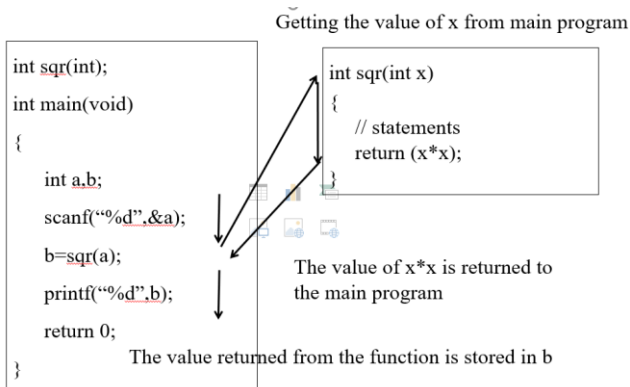 Getting the value of x from main program
int sqr(int);
int main(void)
{
int a,b;
scanf(“%d”,&a);
b=sqr(a);
printf(“%d”,b);
return 0;
}
int sqr(int x)
{
// statements
return (x*x);
}
The value of x*x is returned to
the main program
The value returned from the function is stored in b